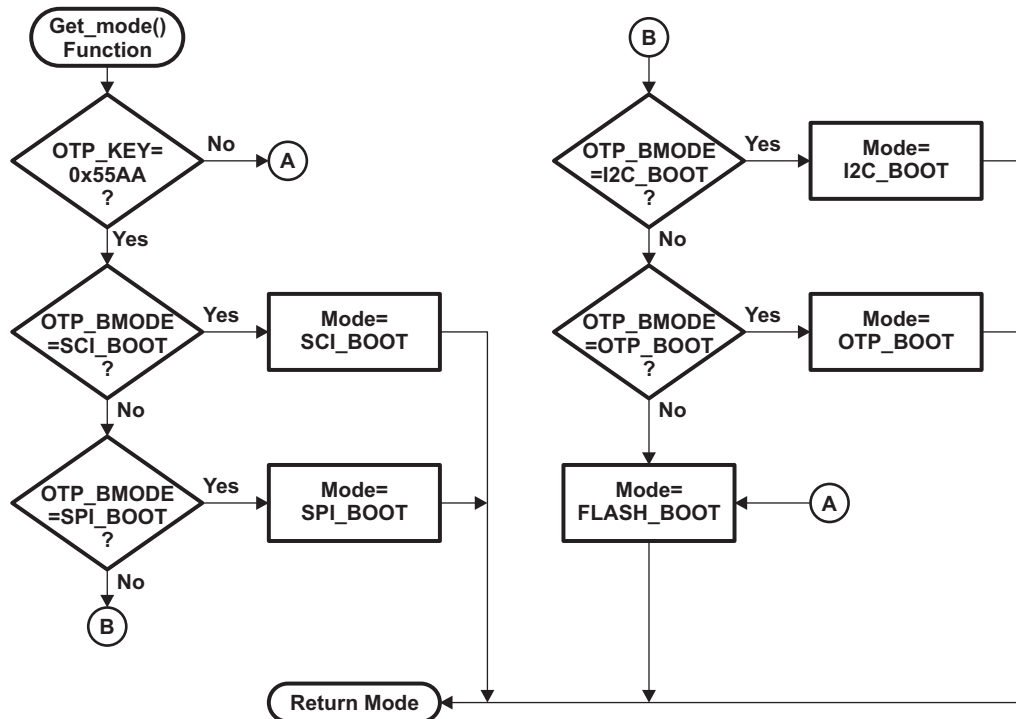 Get_mode()
Function
OTP_KEY=
0x55AA
?
No
A
Yes
OTP_BMODE
=SCI_BOOT
?
Yes
Mode=
SCI_BOOT
No
OTP_BMODE
=SPI_BOOT
?
Yes
Mode=
SPI_BOOT
No
B
B
OTP_BMODE
=I2C_BOOT
?
Yes
Mode=
I2C_BOOT
No
OTP_BMODE
=OTP_BOOT
?
Yes
Mode=
OTP_BOOT
No
Mode=
FLASH_BOOT
A
Return Mode